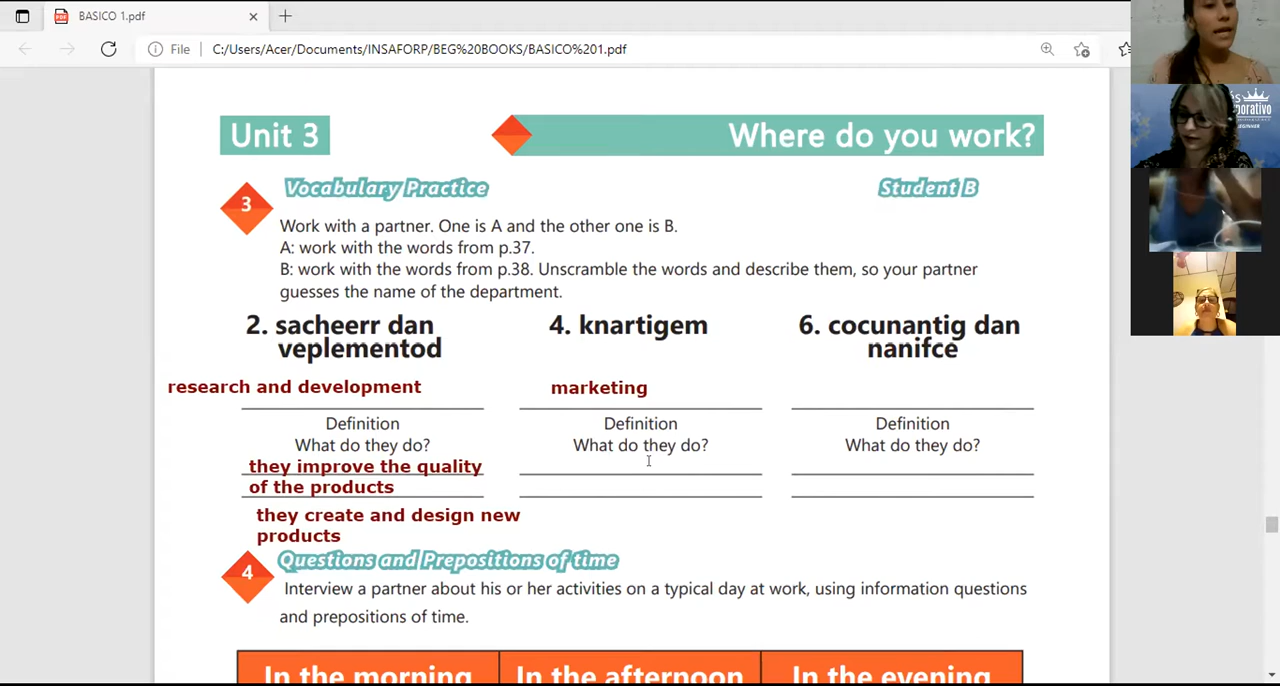 BASICO 1.pdf
File
C:/Users/Acer/Documents/INSAFORP/BEG%20BOOKS/BASICO%201.pdf
Unit 3
Where do you work?
3
Vocabulary Practice
Student B
Work with a partner. One is A and the other one is B.
A: work with the words from p.37.
B: work with the words from p.38. Unscramble the words and describe them, so your partner
guesses the name of the department.
2. sacheerr dan
veplementod
4. knartigem
6. cocunantig dan
nanifce
research and development
marketing
Definition
What do they do?
Definition
What do they do?
Definition
What do they do?
they improve the quality
of the products
they create and design new
products
4
Questions and Prepositions of time
Interview a partner about his or her activities on a typical day at work, using information questions
and prepositions of time.
In the morning
In the afternoon
In the evening